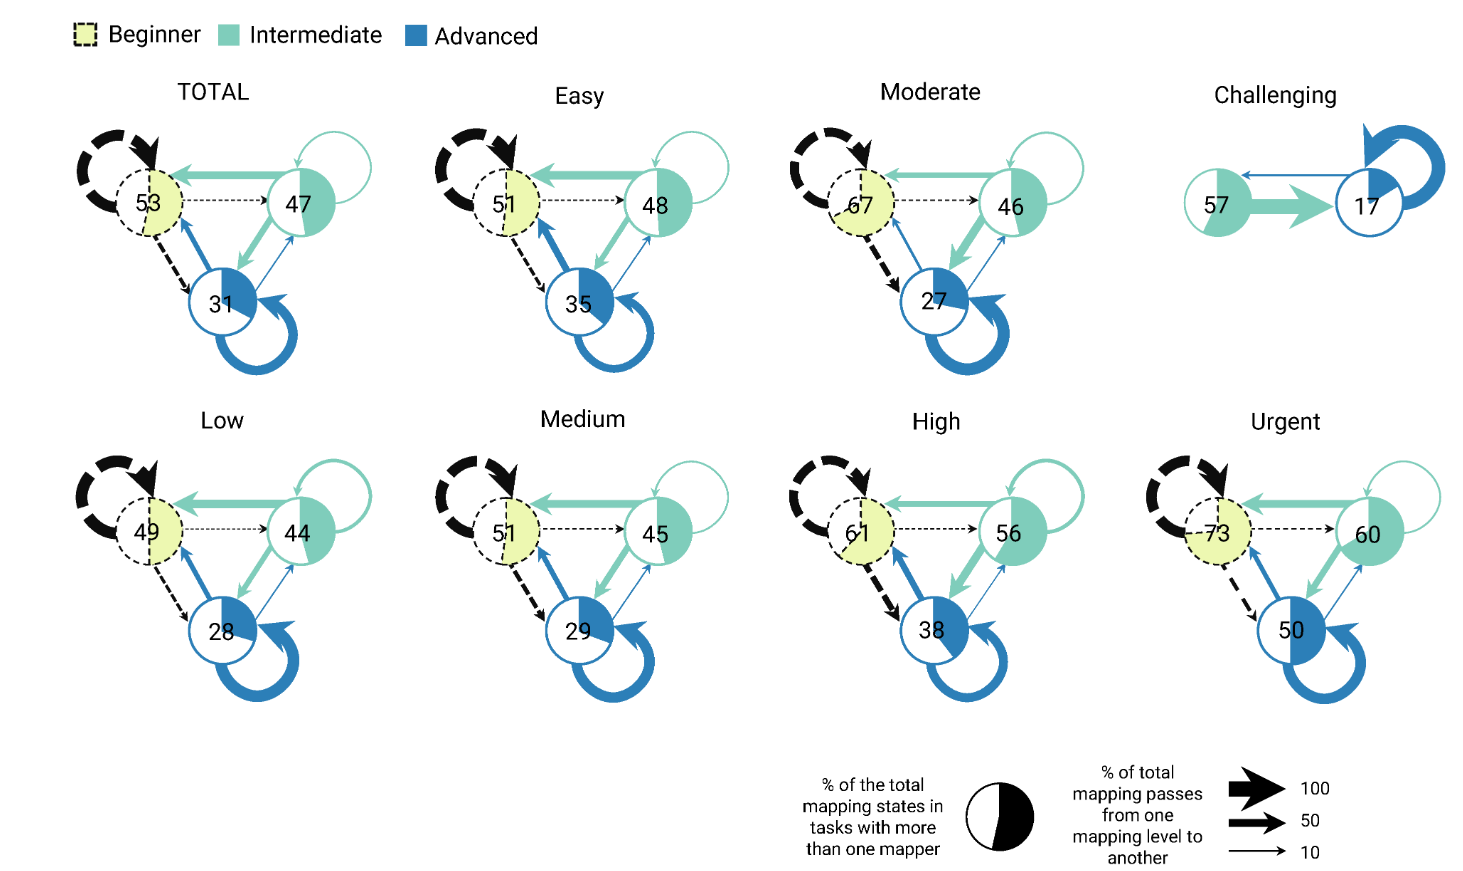 Beginner Intermediate Advanced
TOTAL Easy Moderate Challenging
53 47 51 48 67 46 57 17
31 35 27
Low Medium High Urgent
49 44 51 45 61 56 73 60
28 29 38 50
% of the total
mapping states in
tasks with more
than one mapper
% of total
mapping passes
from one
mapping level to
another
100
50
10